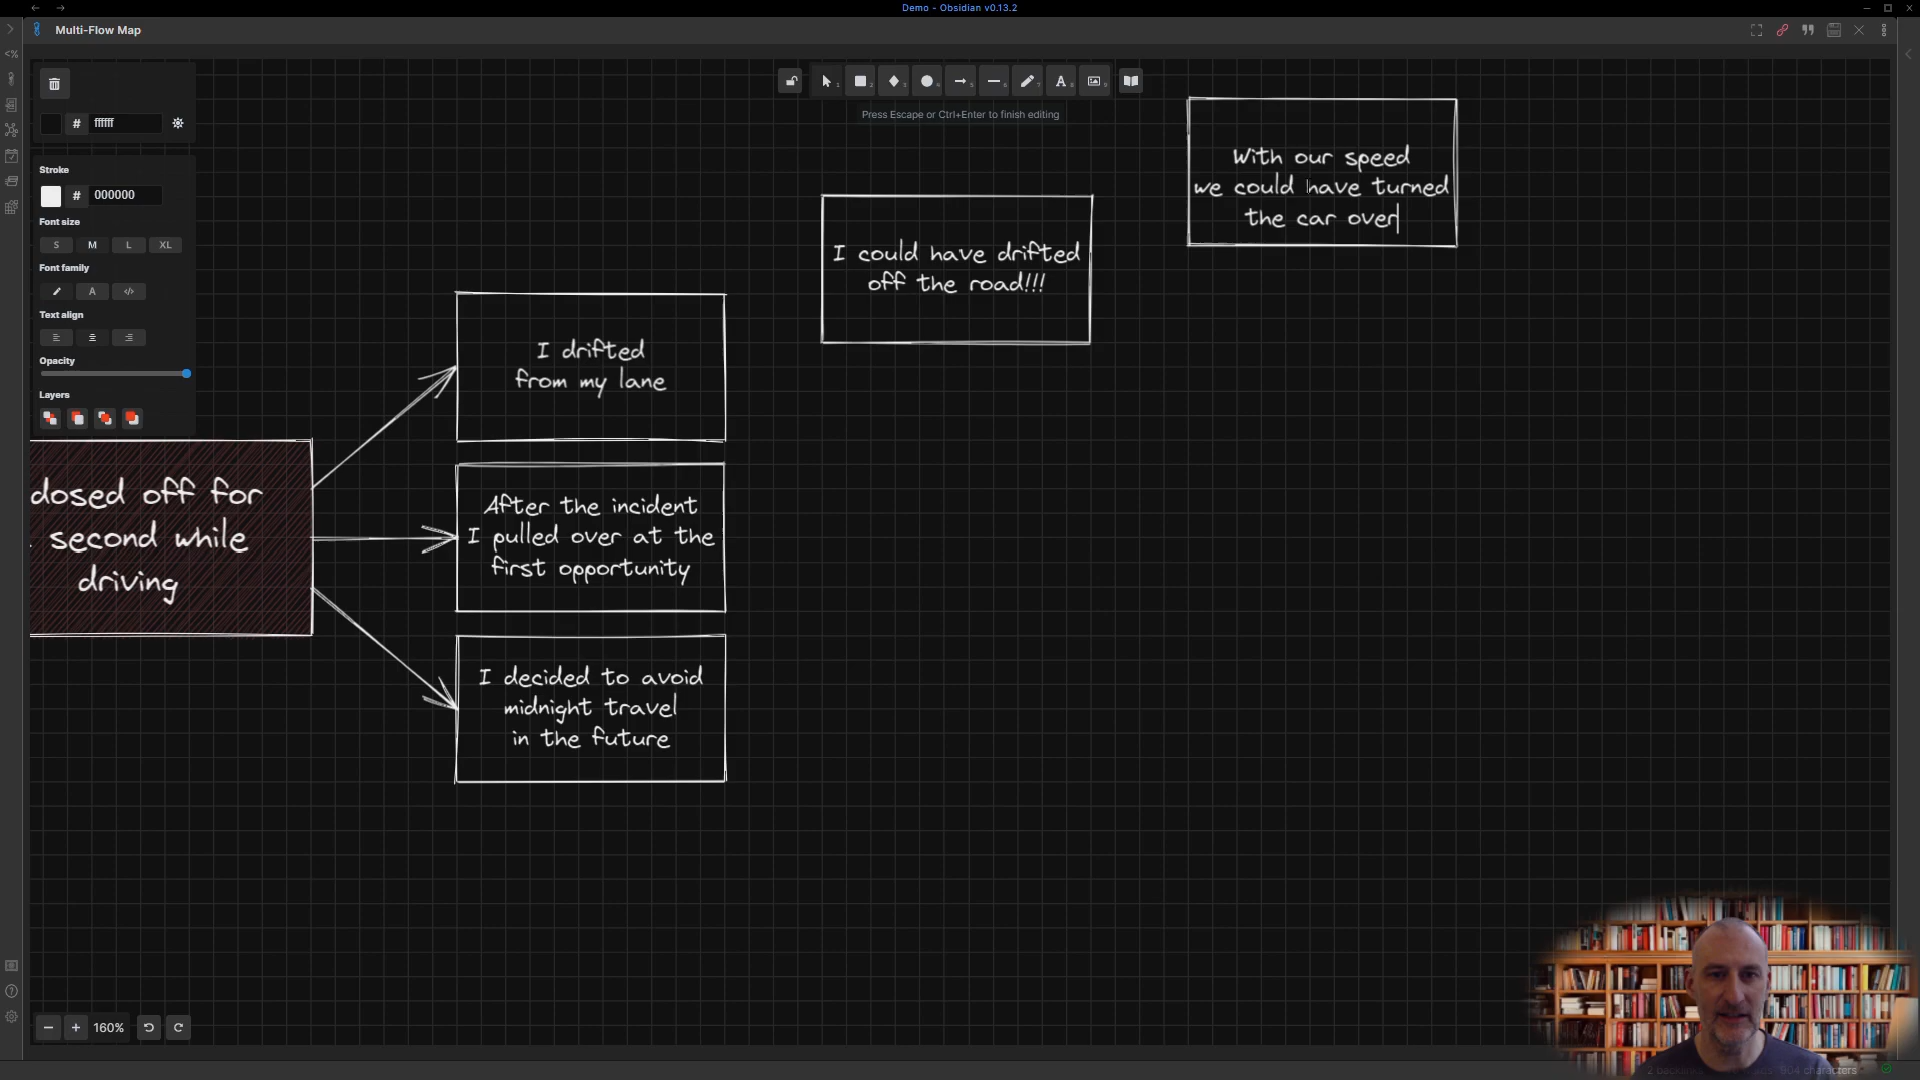 Demo - Obsidian v0.13.2
Multi-Flow Map
# ffffff
Press Escape or Ctrl+Enter to finish editing
Stroke
# 000000
Font size
S M L XL
Font family
A </>
Text align
Opacity
Layers
With our speed
we could have turned
the car over
I could have drifted
off the road!!!
I drifted
from my lane
dosed off for
second while
driving
After the incident
I pulled over at the
first opportunity
I decided to avoid
midnight travel
in the future
160%
904 characters